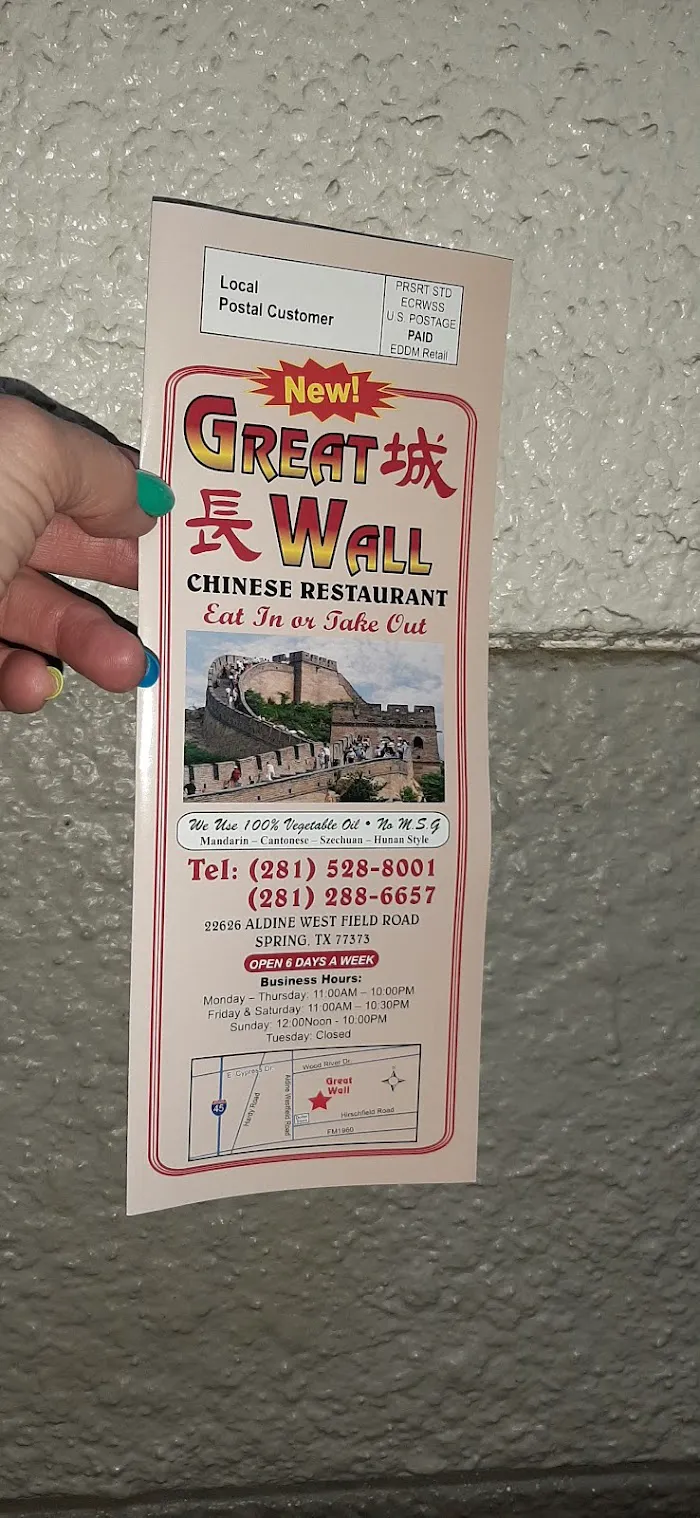 Local
Postal Customer
PRSRT STD
ECRWSS
U.S. POSTAGE
PAID
EDDM Retail
New!
GREAT 城
長 WALL
CHINESE RESTAURANT
Eat In or Take Out
We Use 100% Vegetable Oil • No M.S.G
Mandarin – Cantonese – Szechuan – Hunan Style
Tel: (281) 528-8001
(281) 288-6657
22626 ALDINE WEST FIELD ROAD
SPRING, TX 77373
OPEN 6 DAYS A WEEK
Business Hours:
Monday – Thursday: 11:00AM – 10:00PM
Friday & Saturday: 11:00AM – 10:30PM
Sunday: 12:00Noon - 10:00PM
Tuesday: Closed
E. Cypress Dr.
Wood River Dr.
45
Hardy Road
Aldine Westfield Road
Great
Wall
Hirschfield Road
FM1960